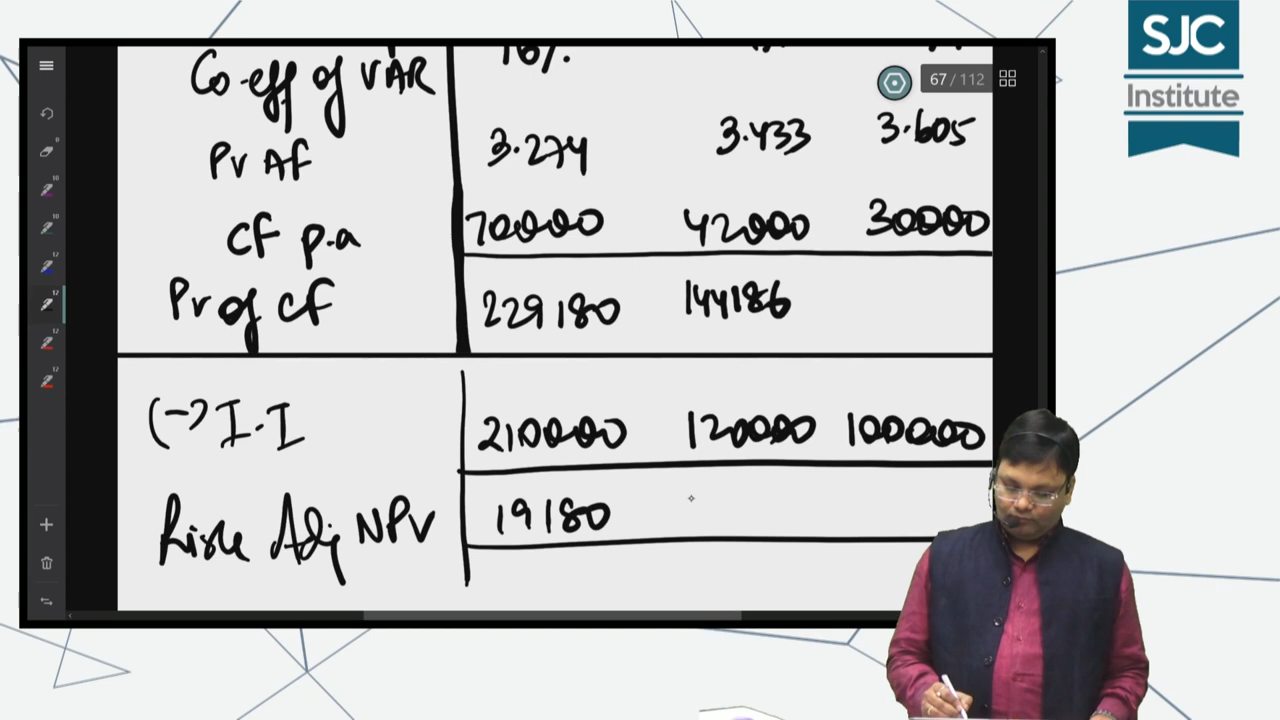 SJC
Institute
67 / 112
Co-eff of VAR 16%.
PV AF 3.274 3.433 3.605
CF p.a 70000 42000 30000
PV of CF 229180 144186
(-) I.I 210000 120000 100000
Risk Adj NPV 19180